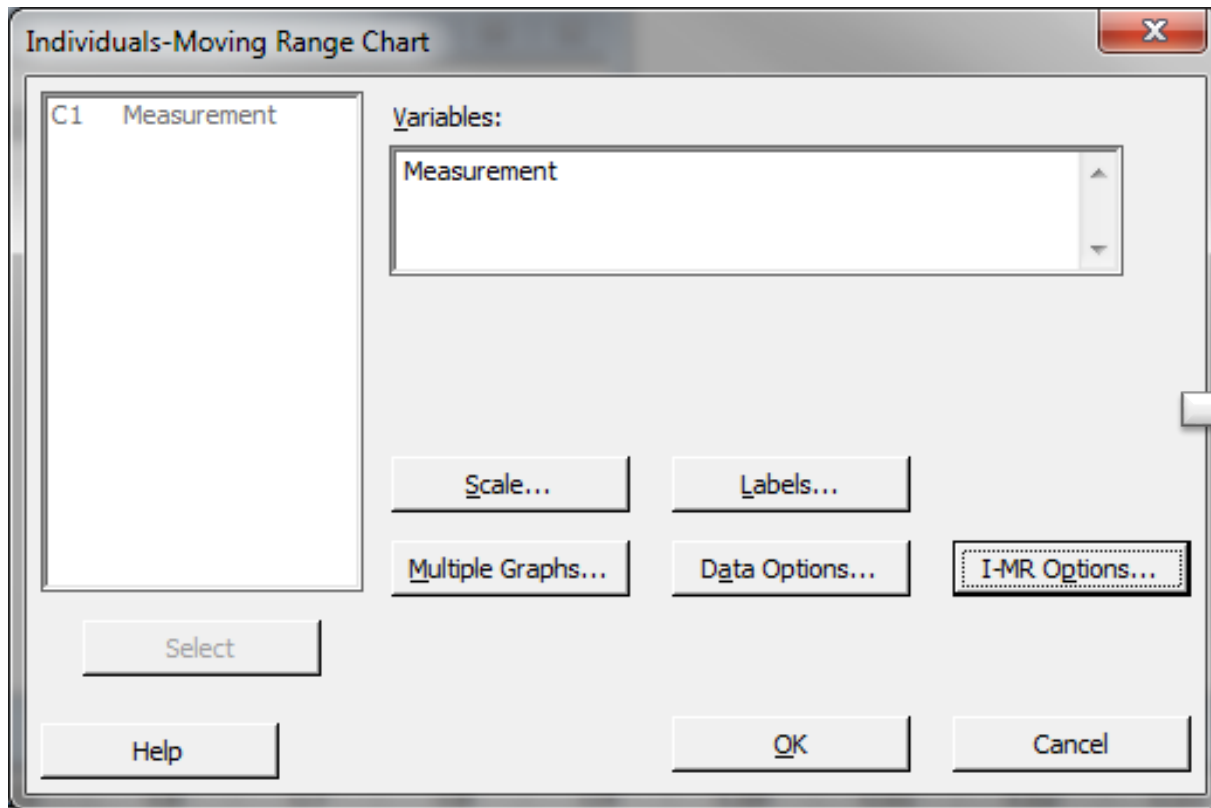 Individuals-Moving Range Chart
x
C1 Measurement
Variables:
Measurement
Scale...
Labels...
Multiple Graphs...
Data Options...
I-MR Options...
Select
Help
OK
Cancel